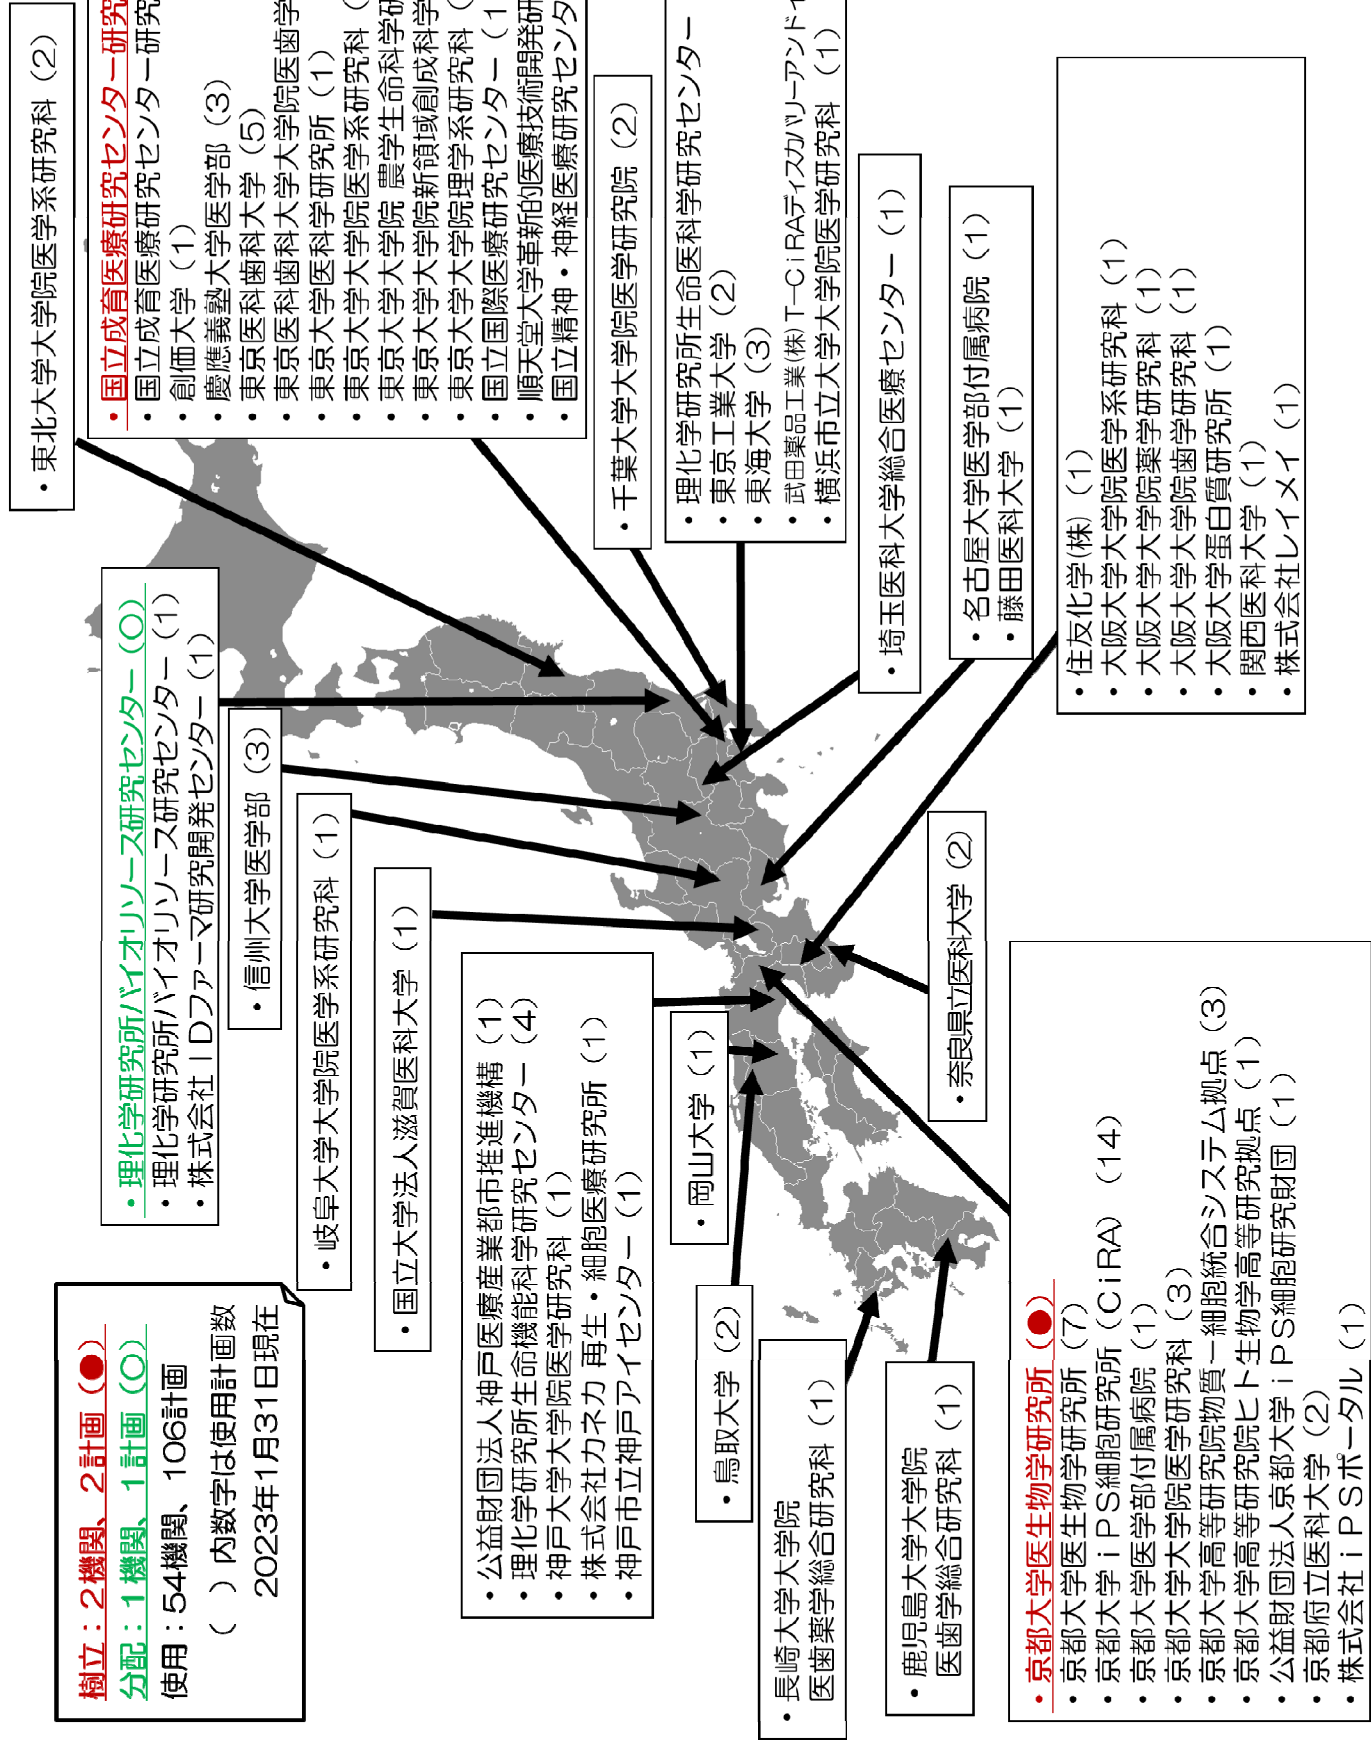 樹立：２機関、２計画（●）
分配：１機関、１計画（〇）
使用：54機関、106計画
（　）内数字は使用計画数
2023年1月31日現在
・理化学研究所バイオリソース研究センター（〇）
・理化学研究所バイオリソース研究センター（１）
・株式会社ＩＤファーマ研究開発センター（１）
・信州大学医学部（３）
・岐阜大学大学院医学系研究科（１）
・国立大学法人滋賀医科大学（１）
・公益財団法人神戸医療産業都市推進機構（１）
・理化学研究所生命機能科学研究センター（４）
・神戸大学大学院医学研究科（１）
・株式会社カネカ 再生・細胞医療研究所（１）
・神戸市立神戸アイセンター（１）
・岡山大学（１）
・鳥取大学（２）
・長崎大学大学院
医歯薬学総合研究科（１）
・鹿児島大学大学院
医歯学総合研究科（１）
・京都大学医生物学研究所（●）
・京都大学医生物学研究所（７）
・京都大学ｉＰＳ細胞研究所（ＣｉＲＡ）（14）
・京都大学医学部付属病院（１）
・京都大学大学院医学研究科（３）
・京都大学高等研究院物質－細胞統合システム拠点（３）
・京都大学高等研究院ヒト生物学高等研究拠点（１）
・公益財団法人京都大学ｉＰＳ細胞研究財団（１）
・京都府立医科大学（２）
・株式会社ｉＰＳポータル（１）
・奈良県立医科大学（２）
・東北大学大学院医学系研究科（２）
・国立成育医療研究センター研究
・国立成育医療研究センター研究
・創価大学（１）
・慶應義塾大学医学部（３）
・東京医科歯科大学（５）
・東京医科歯科大学大学院医歯学
・東京大学医科学研究所（１）
・東京大学大学院医学系研究科（
・東京大学大学院 農学生命科学研
・東京大学大学院新領域創成科学
・東京大学大学院理学系研究科（
・国立国際医療研究センター（１
・順天堂大学革新的医療技術開発研
・国立精神・神経医療研究センタ
・千葉大学大学院医学研究院（２）
・理化学研究所生命医科学研究センター
・東京工業大学（２）
・東海大学（３）
・武田薬品工業(株)Ｔ－ＣｉＲＡディスカバリーアンド
・横浜市立大学大学院医学研究科（１）
・埼玉医科大学総合医療センター（１）
・名古屋大学医学部付属病院（１）
・藤田医科大学（１）
・住友化学(株)（１）
・大阪大学大学院医学系研究科（１）
・大阪大学大学院薬学研究科（１）
・大阪大学大学院歯学研究科（１）
・大阪大学蛋白質研究所（１）
・関西医科大学（１）
・株式会社レイメイ（１）